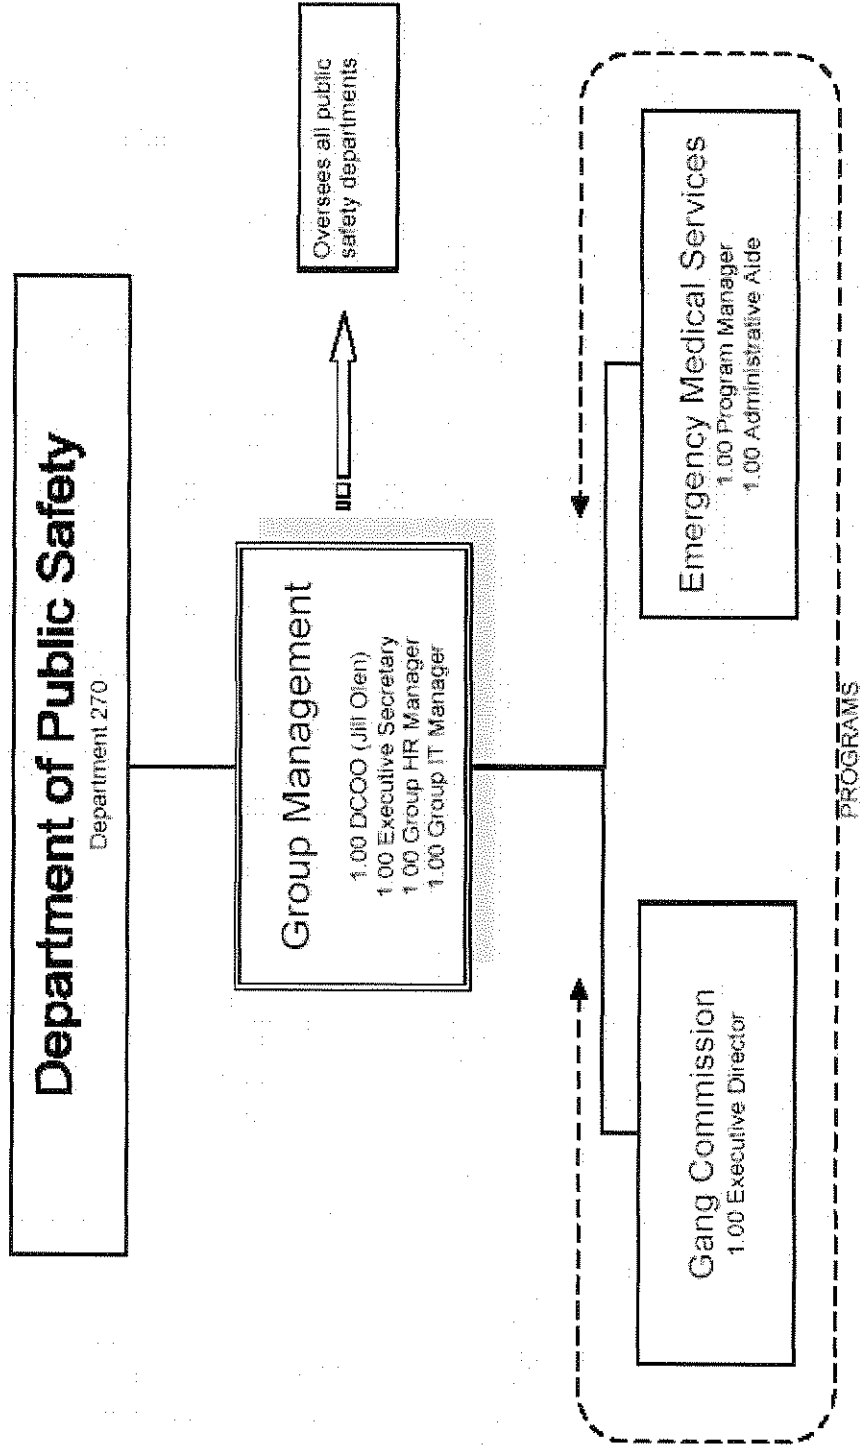 Department of Public Safety
Department 270
Group Management
1.00 DCOO (Jill Olen)
1.00 Executive Secretary
1.00 Group HR Manager
1.00 Group IT Manager
Oversees all public
safety departments
Gang Commission
1.00 Executive Director
Emergency Medical Services
1.00 Program Manager
1.00 Administrative Aide
PROGRAMS